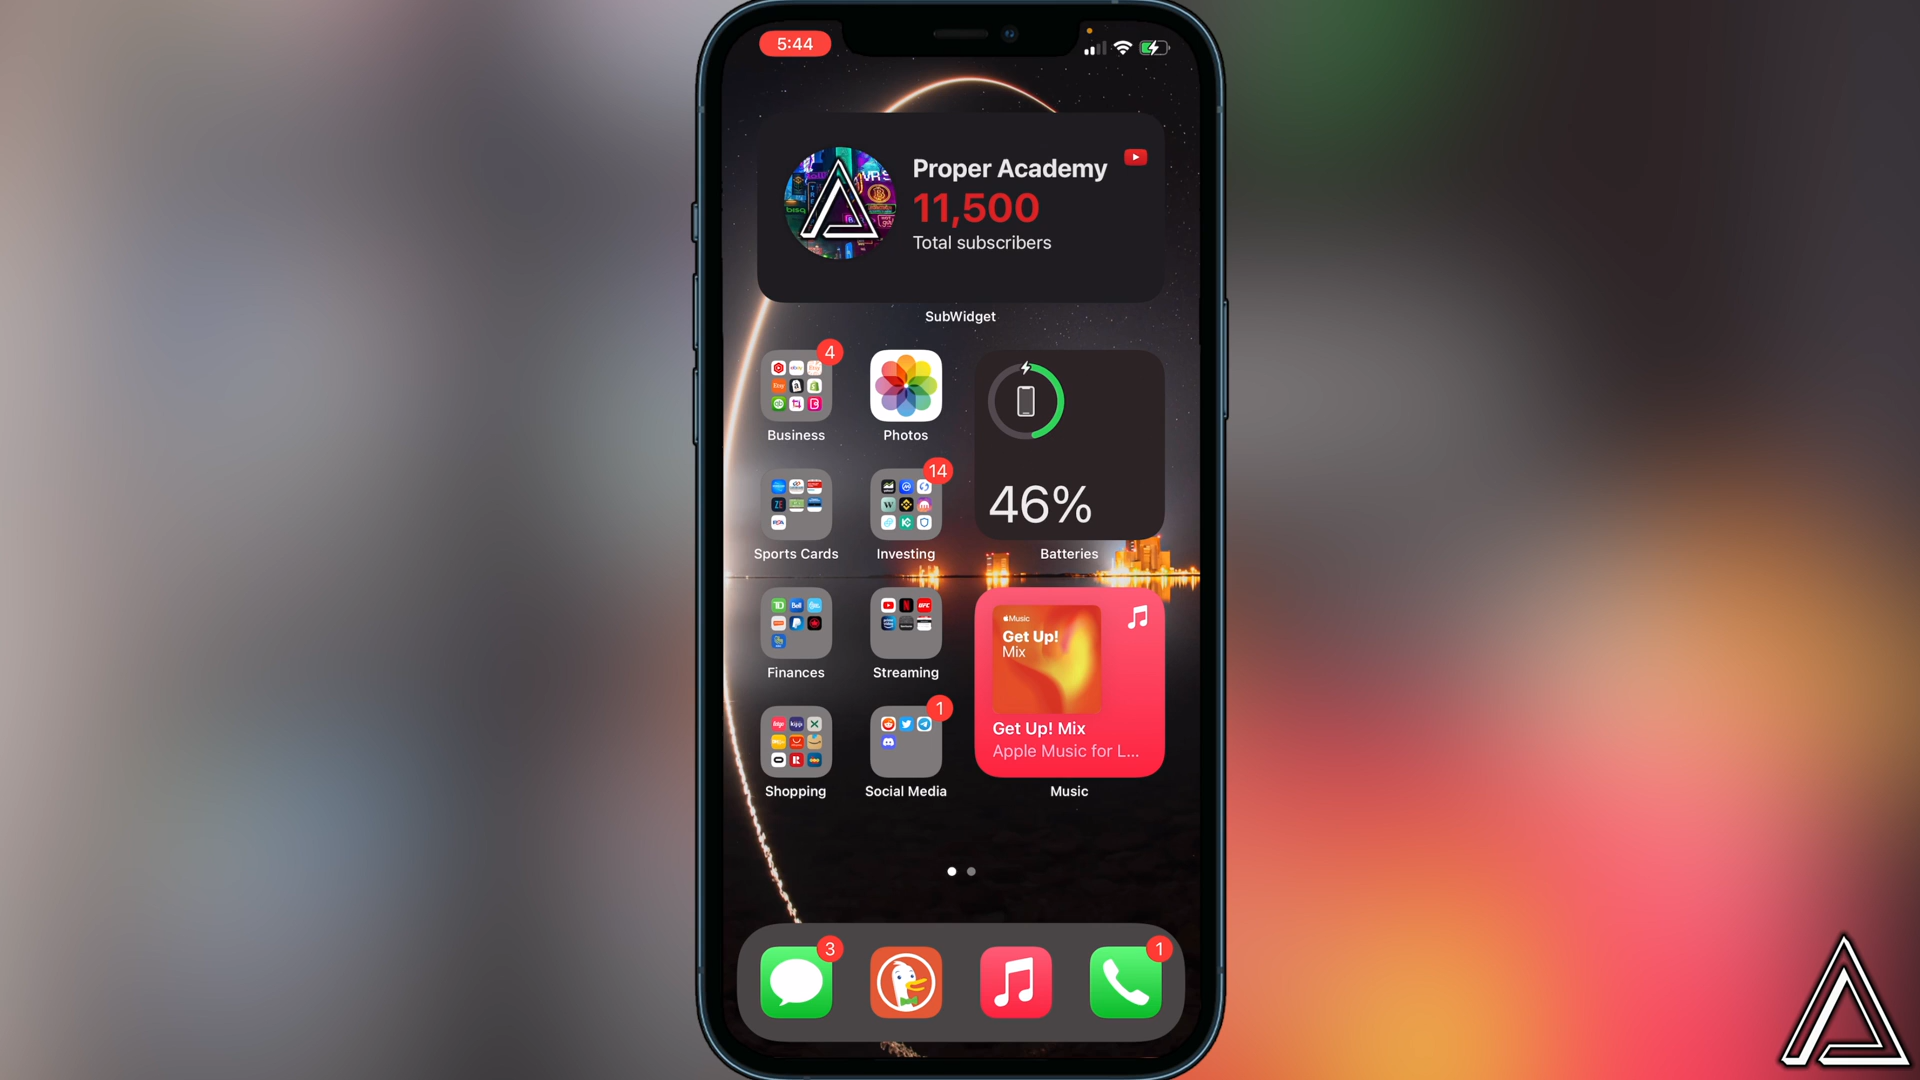 5:44
Proper Academy
11,500
Total subscribers
SubWidget
4
Business
Photos
46%
Batteries
14
Sports Cards
Investing
Finances
Streaming
Music
Get Up!
Mix
Get Up! Mix
Apple Music for L...
Music
1
Shopping
Social Media
3
1